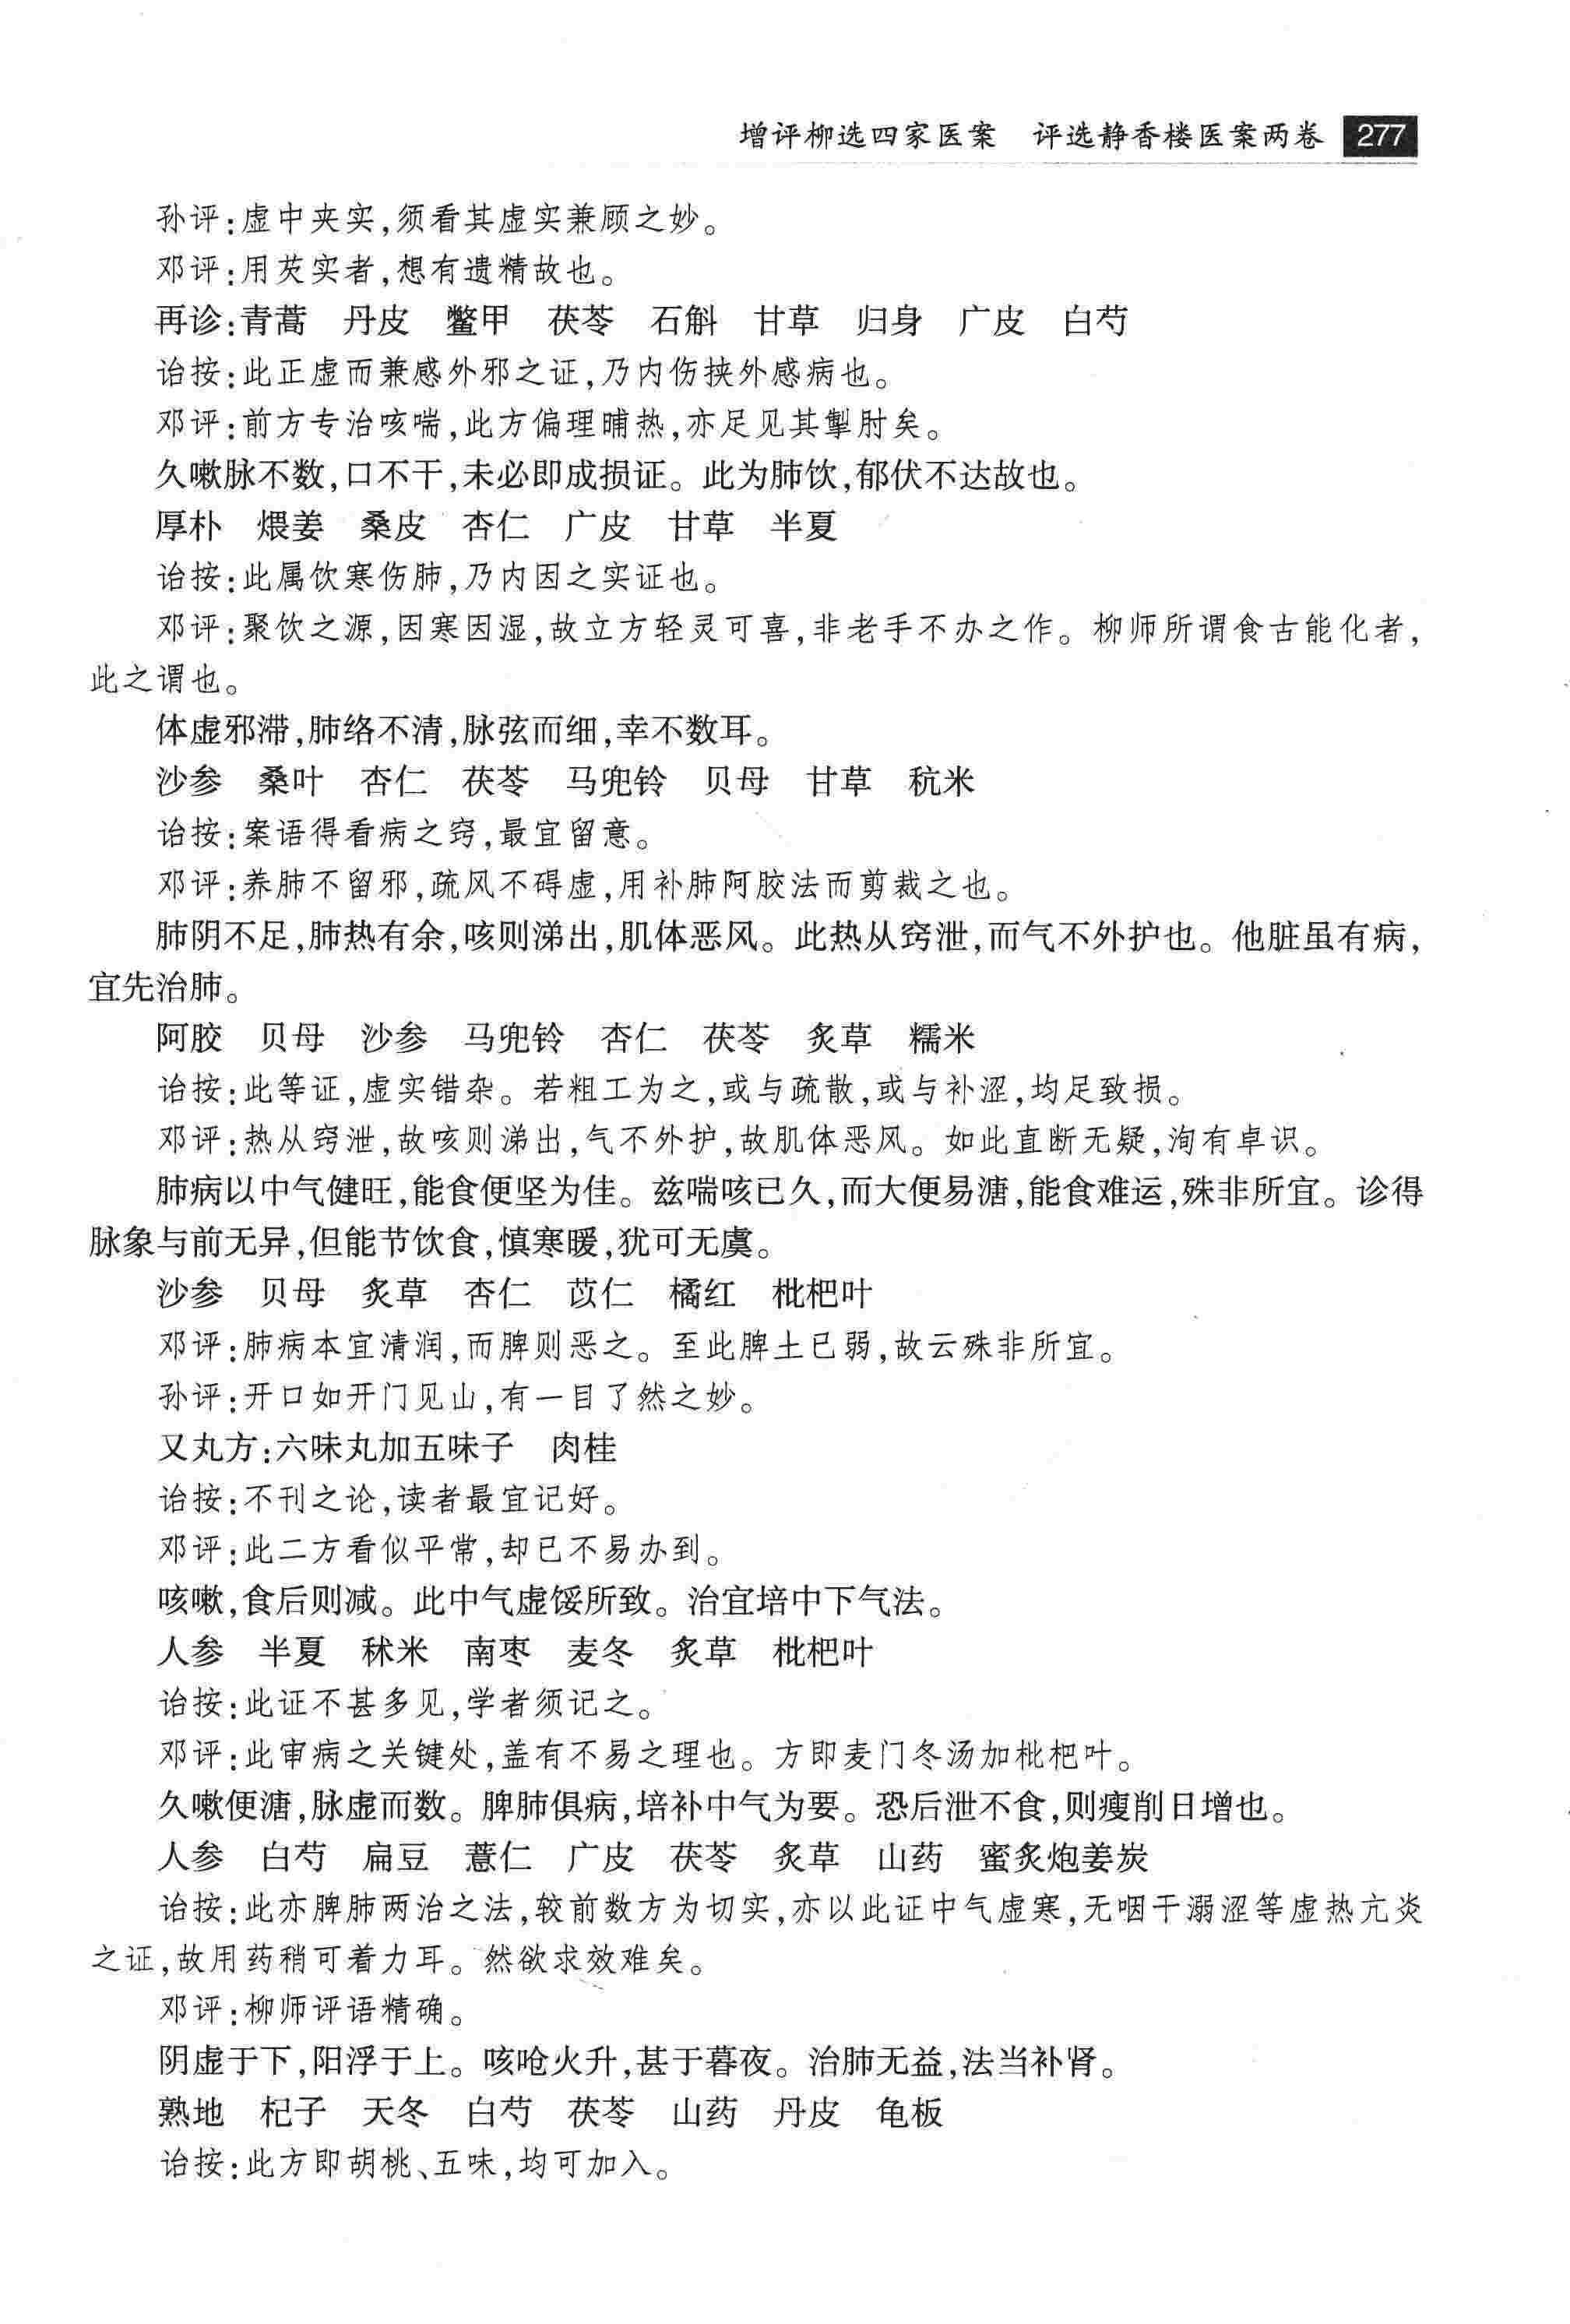 增评柳选四家医案　评选静香楼医案两卷　277
孙评：虚中夹实，须看其虚实兼顾之妙。
邓评：用芡实者，想有遗精故也。
再诊：青蒿　丹皮　鳖甲　茯苓　石斛　甘草　归身　广皮　白芍
诒按：此正虚而兼感外邪之证，乃内伤挟外感病也。
邓评：前方专治咳喘，此方偏理晡热，亦足见其掣肘矣。
久嗽脉不数，口不干，未必即成损证。此为肺饮，郁伏不达故也。
厚朴　煨姜　桑皮　杏仁　广皮　甘草　半夏
诒按：此属饮寒伤肺，乃内因之实证也。
邓评：聚饮之源，因寒因湿，故立方轻灵可喜，非老手不办之作。柳师所谓食古能化者，
此之谓也。
体虚邪滞，肺络不清，脉弦而细，幸不数耳。
沙参　桑叶　杏仁　茯苓　马兜铃　贝母　甘草　秔米
诒按：案语得看病之窍，最宜留意。
邓评：养肺不留邪，疏风不碍虚，用补肺阿胶法而剪裁之也。
肺阴不足，肺热有余，咳则涕出，肌体恶风。此热从窍泄，而气不外护也。他脏虽有病，
宜先治肺。
阿胶　贝母　沙参　马兜铃　杏仁　茯苓　炙草　糯米
诒按：此等证，虚实错杂。若粗工为之，或与疏散，或与补涩，均足致损。
邓评：热从窍泄，故咳则涕出，气不外护，故肌体恶风。如此直断无疑，洵有卓识。
肺病以中气健旺，能食便坚为佳。兹喘咳已久，而大便易溏，能食难运，殊非所宜。诊得
脉象与前无异，但能节饮食，慎寒暖，犹可无虞。
沙参　贝母　炙草　杏仁　苡仁　橘红　枇杷叶
邓评：肺病本宜清润，而脾则恶之。至此脾土已弱，故云殊非所宜。
孙评：开口如开门见山，有一目了然之妙。
又丸方：六味丸加五味子　肉桂
诒按：不刊之论，读者最宜记好。
邓评：此二方看似平常，却已不易办到。
咳嗽，食后则减。此中气虚馁所致。治宜培中下气法。
人参　半夏　秫米　南枣　麦冬　炙草　枇杷叶
诒按：此证不甚多见，学者须记之。
邓评：此审病之关键处，盖有不易之理也。方即麦门冬汤加枇杷叶。
久嗽便溏，脉虚而数。脾肺俱病，培补中气为要。恐后泄不食，则瘦削日增也。
人参　白芍　扁豆　薏仁　广皮　茯苓　炙草　山药　蜜炙炮姜炭
诒按：此亦脾肺两治之法，较前数方为切实，亦以此证中气虚寒，无咽干溺涩等虚热亢炎
之证，故用药稍可着力耳。然欲求效难矣。
邓评：柳师评语精确。
阴虚于下，阳浮于上。咳呛火升，甚于暮夜。治肺无益，法当补肾。
熟地　杞子　天冬　白芍　茯苓　山药　丹皮　龟板
诒按：此方即胡桃、五味，均可加入。